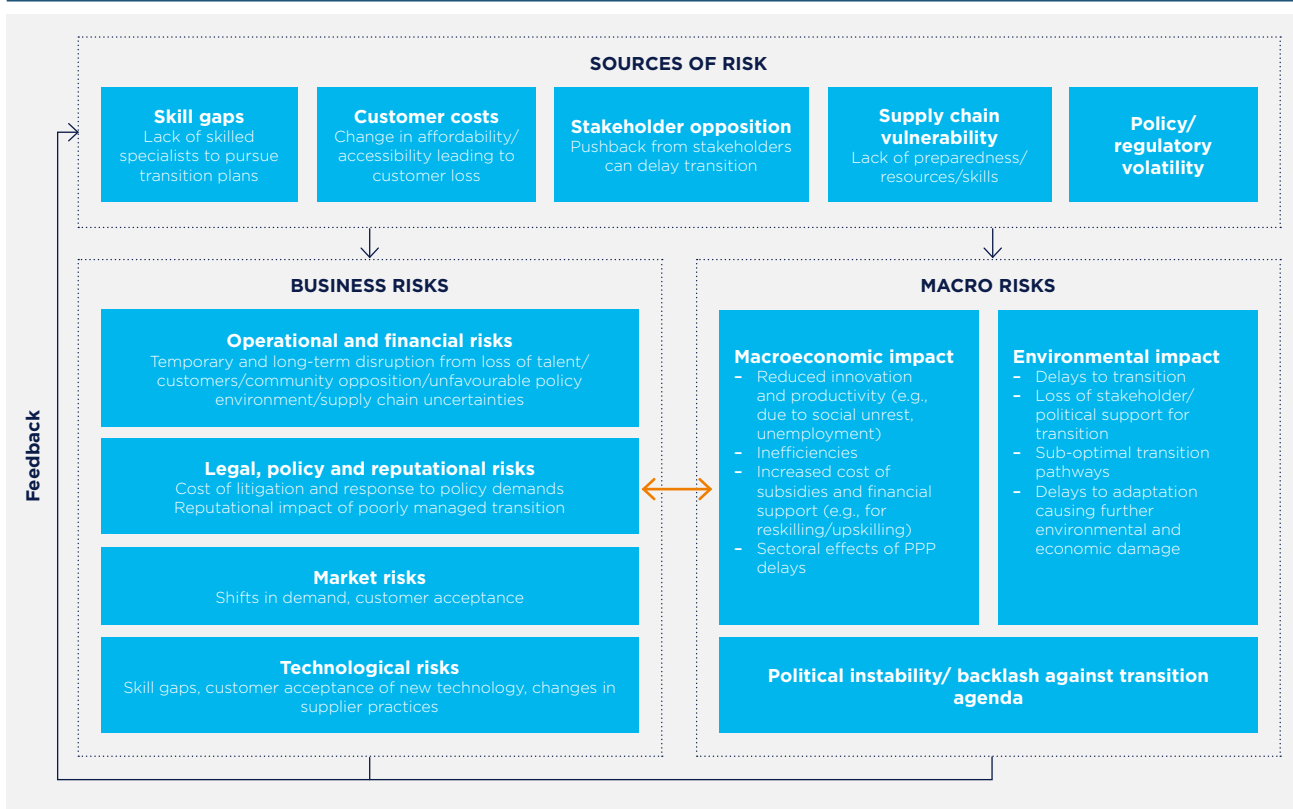 SOURCES OF RISK
Skill gaps
Lack of skilled
specialists to pursue
transition plans
Customer costs
Change in affordability/
accessibility leading to
customer loss
Stakeholder opposition
Pushback from stakeholders
can delay transition
Supply chain
vulnerability
Lack of preparedness/
resources/skills
Policy/
regulatory
volatility
Feedback
BUSINESS RISKS
Operational and financial risks
Temporary and long-term disruption from loss of talent/
customers/community opposition/unfavourable policy
environment/supply chain uncertainties
Legal, policy and reputational risks
Cost of litigation and response to policy demands
Reputational impact of poorly managed transition
Market risks
Shifts in demand, customer acceptance
Technological risks
Skill gaps, customer acceptance of new technology, changes in
supplier practices
MACRO RISKS
Macroeconomic impact
– Reduced innovation
and productivity (e.g.,
due to social unrest,
unemployment)
– Inefficiencies
– Increased cost of
subsidies and financial
support (e.g., for
reskilling/upskilling)
– Sectoral effects of PPP
delays
Environmental impact
– Delays to transition
– Loss of stakeholder/
political support for
transition
– Sub-optimal transition
pathways
– Delays to adaptation
causing further
environmental and
economic damage
Political instability/ backlash against transition
agenda